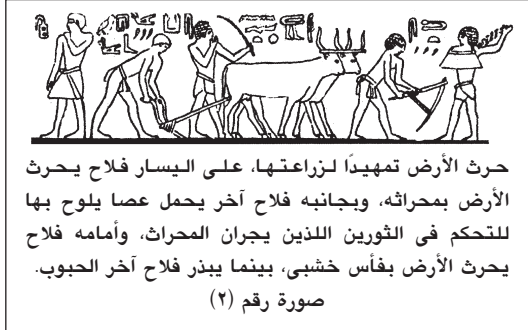 حرث الأرض تمهيدًا لزراعتها، على اليسار فلاح يحرث
الأرض بمحراثه، وبجانبه فلاح آخر يحمل عصا يلوح بها
للتحكم فى الثورين اللذين يجران المحراث، وأمامه فلاح
يحرث الأرض بفأس خشبى، بينما يبذر فلاح آخر الحبوب.
صورة رقم (٢)